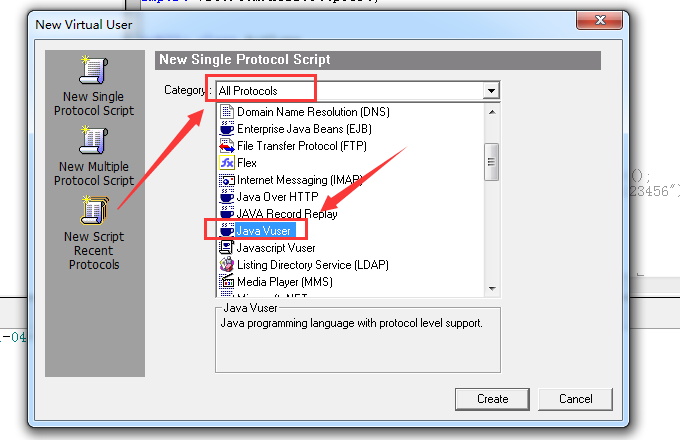 New Virtual User
New Single
Protocol Script
New Multiple
Protocol Script
New Script
Recent
Protocols
New Single Protocol Script
Category :
All Protocols
Domain Name Resolution (DNS)
Enterprise Java Beans (EJB)
File Transfer Protocol (FTP)
Flex
Internet Messaging (IMAP)
Java Over HTTP
JAVA Record Replay
Java Vuser
Javascript Vuser
Listing Directory Service (LDAP)
Media Player (MMS)
Java Vuser
Java programming language with protocol level support.
Create
Cancel
();
23456")
-04